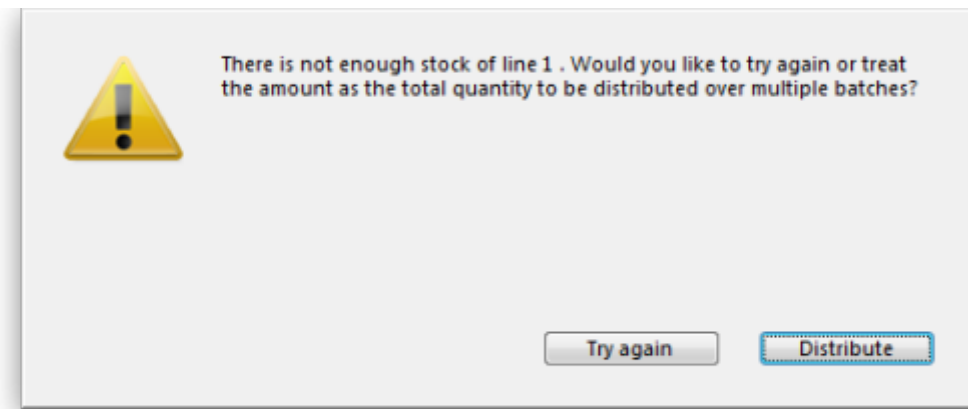 There is not enough stock of line 1 . Would you like to try again or treat
the amount as the total quantity to be distributed over multiple batches?
Try again
Distribute